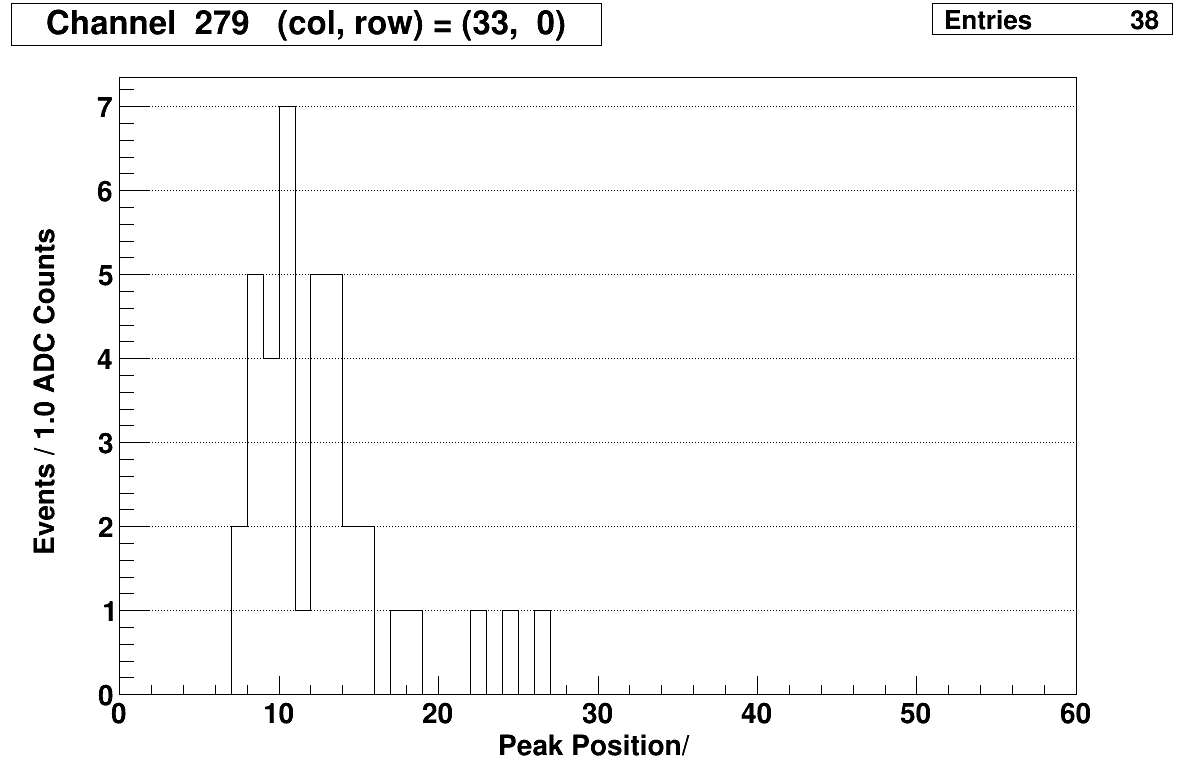 Channel 279 (col, row) = (33, 0)
Entries 38
Events / 1.0 ADC Counts
7
6
5
4
3
2
1
0
0 10 20 30 40 50 60
Peak Position/